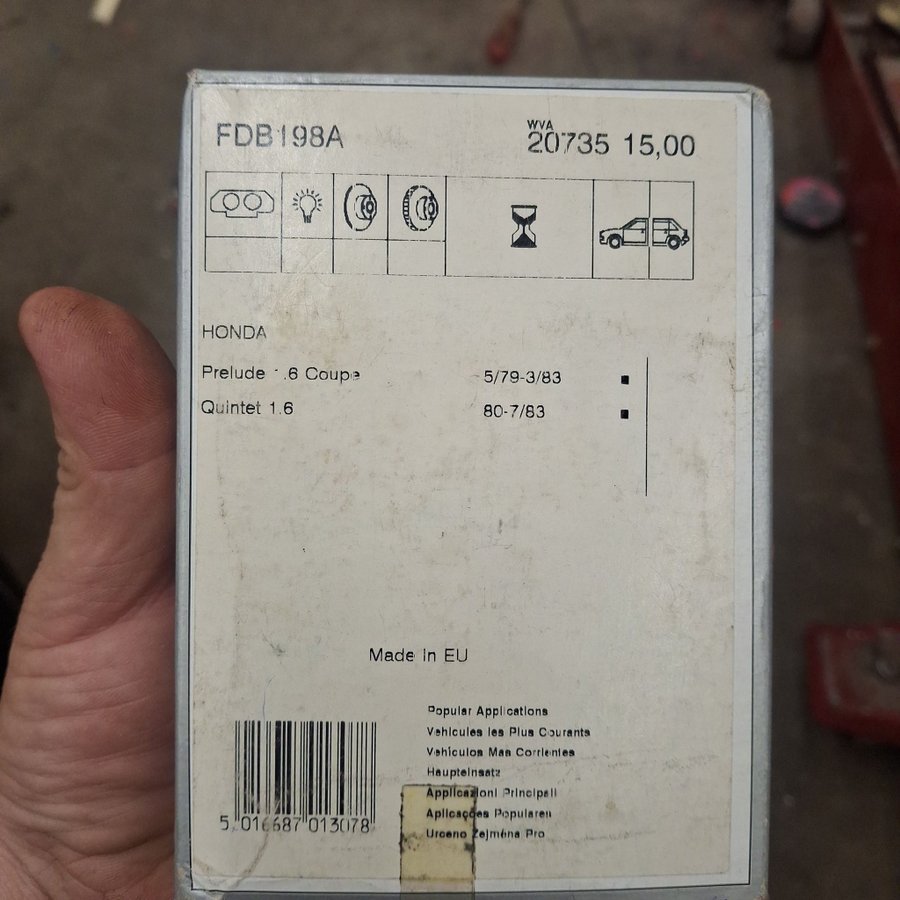 FDB198A
WVA
20735 15,00
HONDA
Prelude 1.6 Coupe 5/79-3/83
Quintet 1.6 80-7/83
Made in EU
Popular Applications
Vehicules les Plus Courants
Vehiculos Mas Corrientes
Haupteinsatz
Applicazioni Principali
Aplicações Populares
Urceno Zejména Pro
5 016687 013078